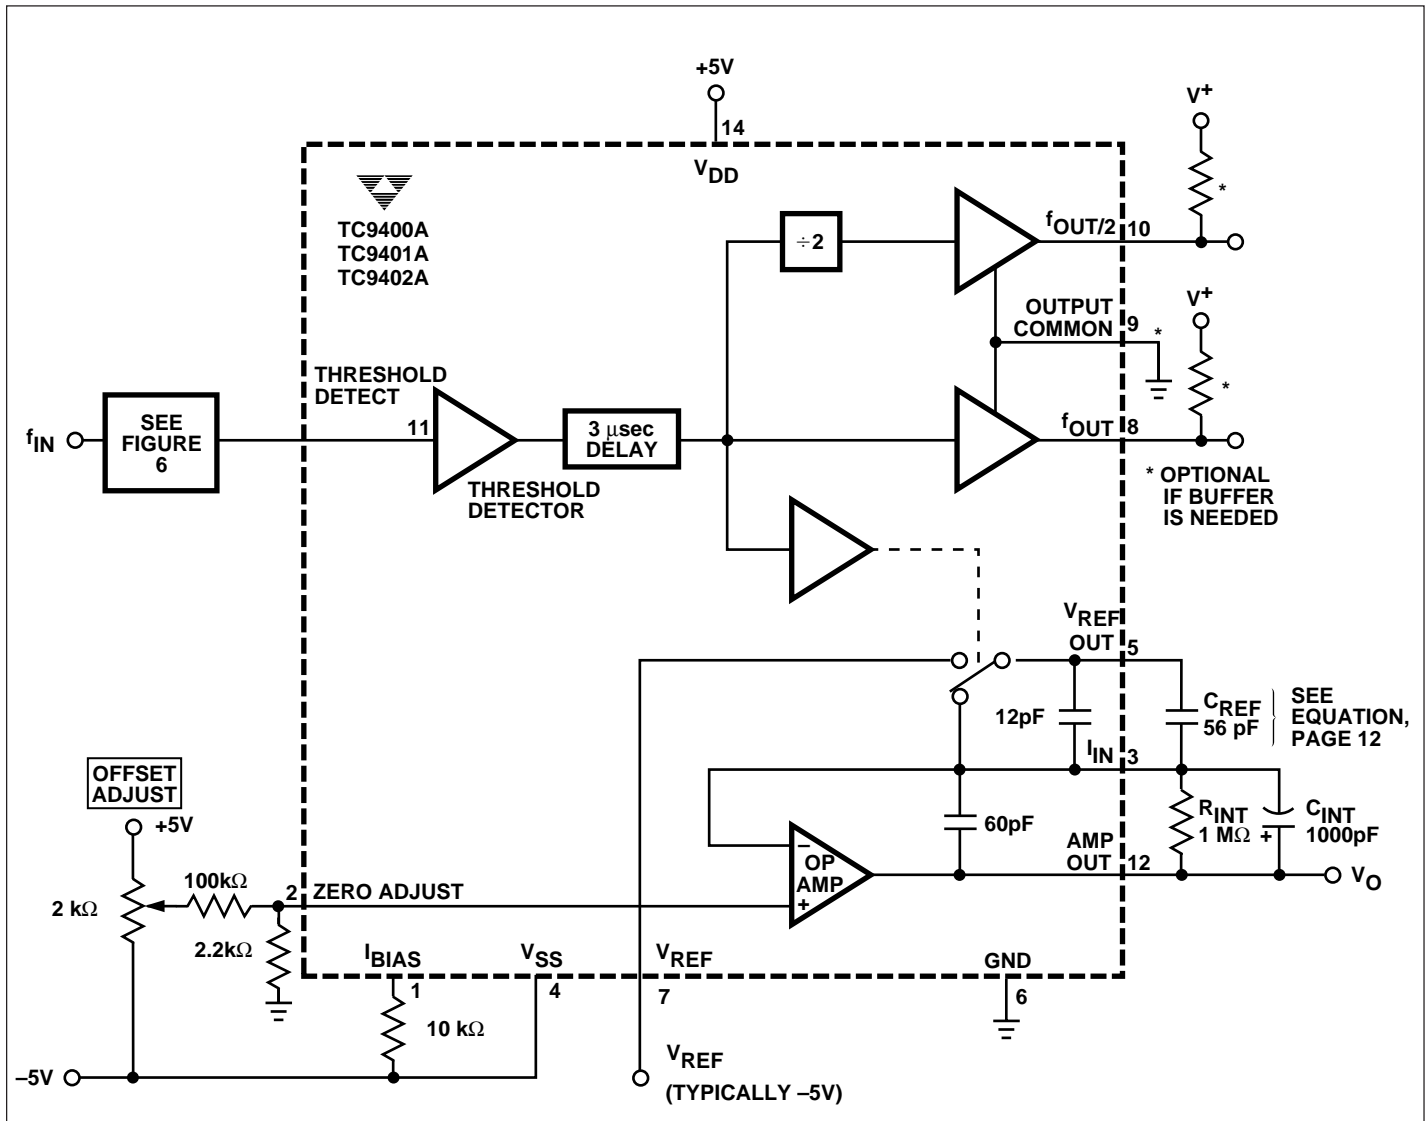 +5V
14
V+
VDD
*
TC9400A
TC9401A
TC9402A
÷2
fOUT/2
10
OUTPUT
COMMON
9
*
V+
*
THRESHOLD
DETECT
fIN
SEE
FIGURE
6
11
3 µsec
DELAY
fOUT
8
THRESHOLD
DETECTOR
* OPTIONAL
IF BUFFER
IS NEEDED
VREF
OUT
5
12pF
CREF
56 pF
SEE
EQUATION,
PAGE 12
IIN
3
OFFSET
ADJUST
+5V
60pF
RINT
1 MΩ
+
CINT
1000pF
AMP
OUT
12
VO
–
OP
AMP
+
2 kΩ
100kΩ
2
ZERO ADJUST
2.2kΩ
IBIAS
VSS
VREF
GND
1
4
7
6
10 kΩ
–5V
VREF
(TYPICALLY –5V)